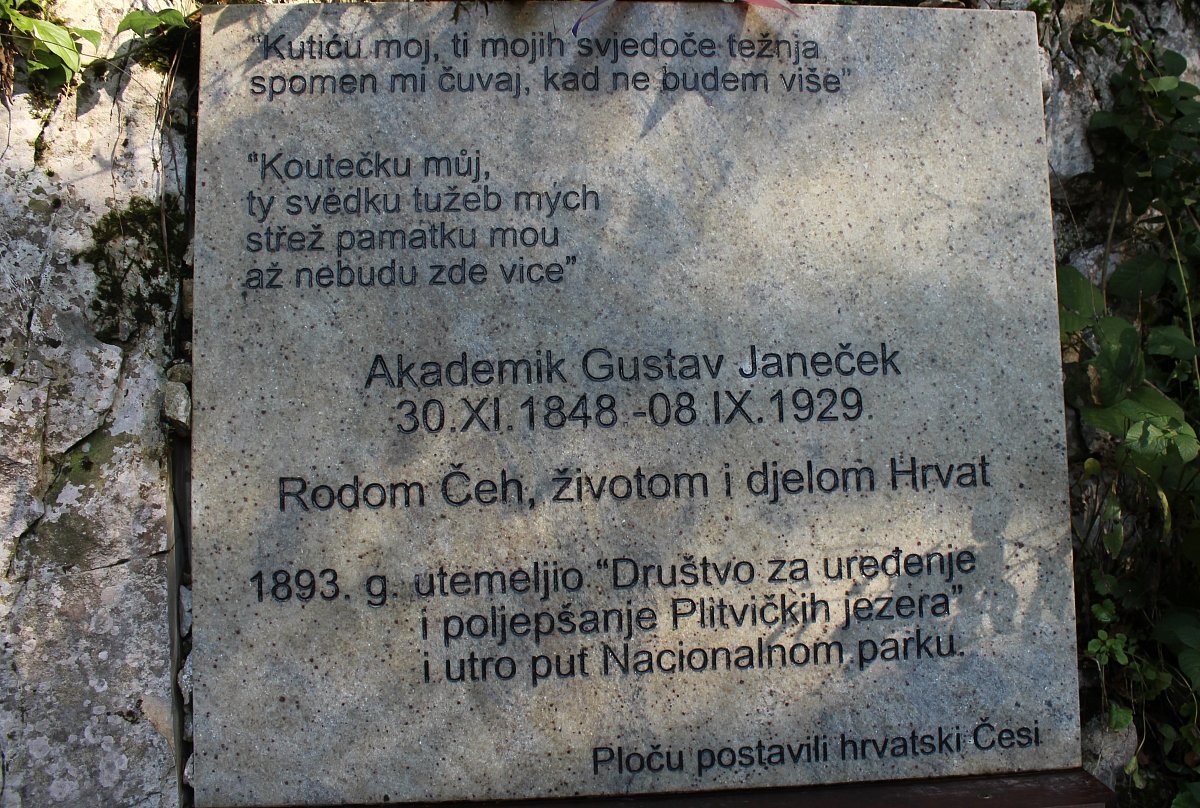 “Kutiću moj, ti mojih svjedoče težnja
spomen mi čuvaj, kad ne budem više”
“Koutečku můj,
ty svědku tužeb mých
střež památku mou
až nebudu zde vice”
Akademik Gustav Janeček
30.XI.1848.-08.IX.1929.
Rodom Čeh, životom i djelom Hrvat
1893. g. utemeljio “Društvo za uređenje
i poljepšanje Plitvičkih jezera”
i utro put Nacionalnom parku.
Ploču postavili hrvatski Česi